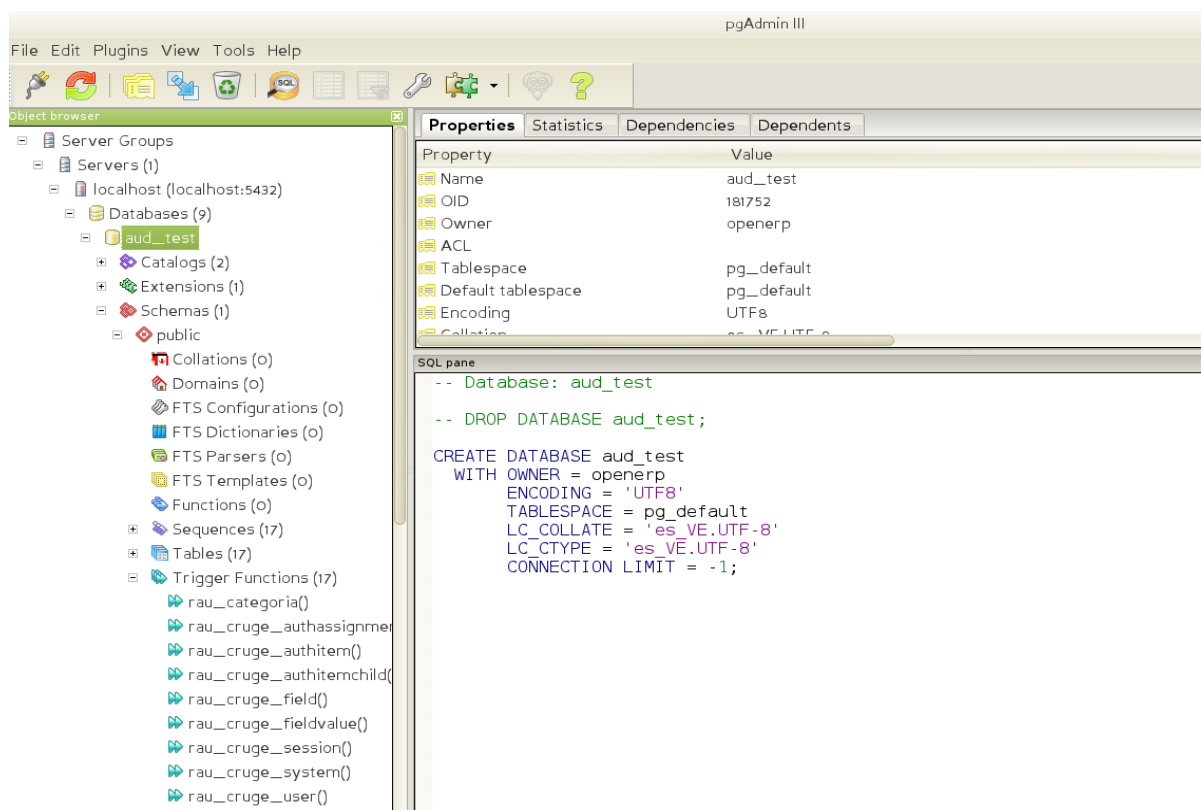 pgAdmin III
File Edit Plugins View Tools Help
SQL
Object browser
Server Groups
Servers (1)
localhost (localhost:5432)
Databases (9)
aud_test
Catalogs (2)
Extensions (1)
Schemas (1)
public
Collations (0)
Domains (0)
FTS Configurations (0)
FTS Dictionaries (0)
FTS Parsers (0)
FTS Templates (0)
Functions (0)
Sequences (17)
Tables (17)
Trigger Functions (17)
rau_categoria()
rau_cruge_authassignmer
rau_cruge_authitem()
rau_cruge_authitemchild(
rau_cruge_field()
rau_cruge_fieldvalue()
rau_cruge_session()
rau_cruge_system()
rau_cruge_user()
Properties Statistics Dependencies Dependents
Property Value
Name aud_test
OID 181752
Owner openerp
ACL
Tablespace pg_default
Default tablespace pg_default
Encoding UTF8
Collation es_VE.UTF-8
SQL pane
-- Database: aud_test
-- DROP DATABASE aud_test;
CREATE DATABASE aud_test
WITH OWNER = openerp
ENCODING = 'UTF8'
TABLESPACE = pg_default
LC_COLLATE = 'es_VE.UTF-8'
LC_CTYPE = 'es_VE.UTF-8'
CONNECTION LIMIT = -1;